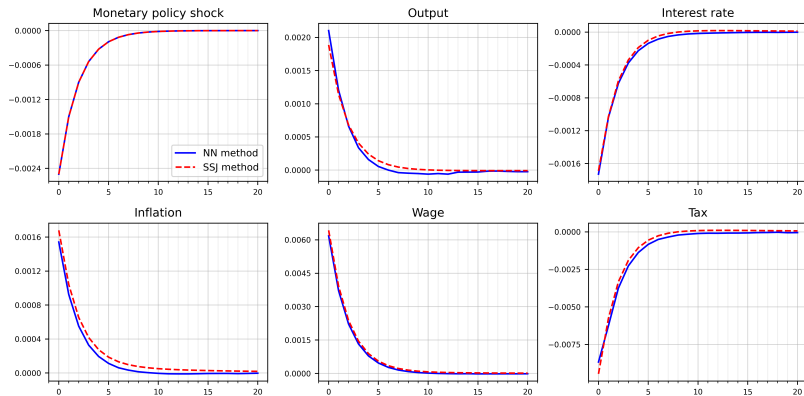 Monetary policy shock
0.0000
−0.0006
−0.0012
−0.0018
−0.0024
0 5 10 15 20
NN method
SSJ method
Output
0.0020
0.0015
0.0010
0.0005
0.0000
0 5 10 15 20
Interest rate
0.0000
−0.0004
−0.0008
−0.0012
−0.0016
0 5 10 15 20
Inflation
0.0016
0.0012
0.0008
0.0004
0.0000
0 5 10 15 20
Wage
0.0060
0.0045
0.0030
0.0015
0.0000
0 5 10 15 20
Tax
0.0000
−0.0025
−0.0050
−0.0075
0 5 10 15 20